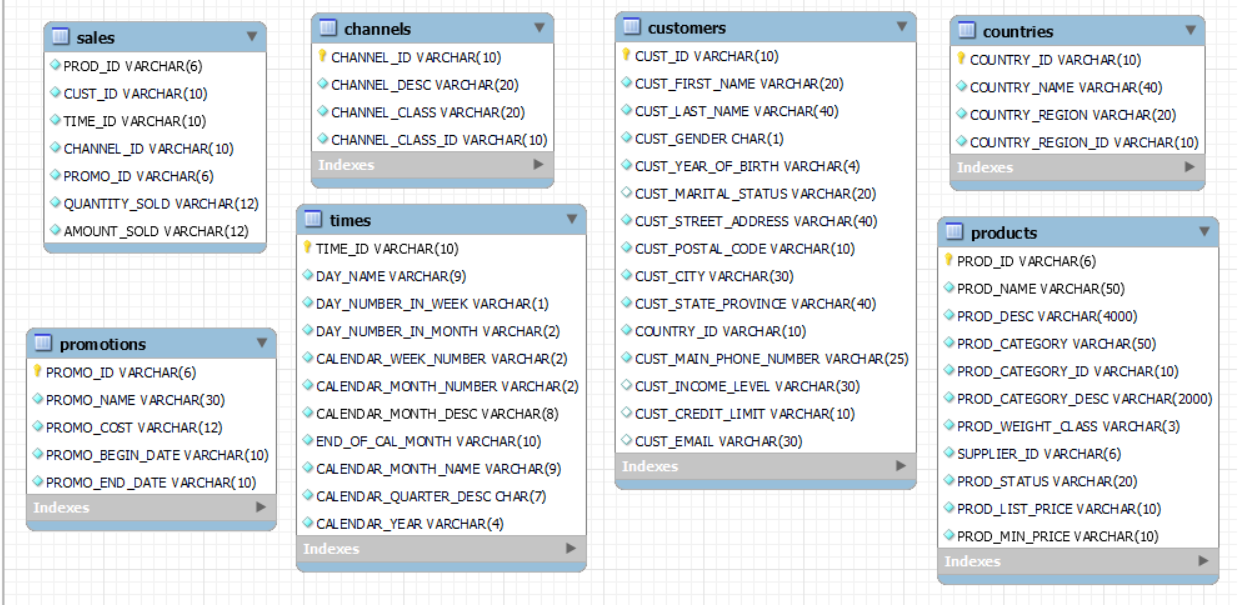 sales
PROD_ID VARCHAR(6)
CUST_ID VARCHAR(10)
TIME_ID VARCHAR(10)
CHANNEL_ID VARCHAR(10)
PROMO_ID VARCHAR(6)
QUANTITY_SOLD VARCHAR(12)
AMOUNT_SOLD VARCHAR(12)
channels
CHANNEL_ID VARCHAR(10)
CHANNEL_DESC VARCHAR(20)
CHANNEL_CLASS VARCHAR(20)
CHANNEL_CLASS_ID VARCHAR(10)
Indexes
customers
CUST_ID VARCHAR(10)
CUST_FIRST_NAME VARCHAR(20)
CUST_LAST_NAME VARCHAR(40)
CUST_GENDER CHAR(1)
CUST_YEAR_OF_BIRTH VARCHAR(4)
CUST_MARITAL_STATUS VARCHAR(20)
CUST_STREET_ADDRESS VARCHAR(40)
CUST_POSTAL_CODE VARCHAR(10)
CUST_CITY VARCHAR(30)
CUST_STATE_PROVINCE VARCHAR(40)
COUNTRY_ID VARCHAR(10)
CUST_MAIN_PHONE_NUMBER VARCHAR(25)
CUST_INCOME_LEVEL VARCHAR(30)
CUST_CREDIT_LIMIT VARCHAR(10)
CUST_EMAIL VARCHAR(30)
Indexes
countries
COUNTRY_ID VARCHAR(10)
COUNTRY_NAME VARCHAR(40)
COUNTRY_REGION VARCHAR(20)
COUNTRY_REGION_ID VARCHAR(10)
Indexes
promotions
PROMO_ID VARCHAR(6)
PROMO_NAME VARCHAR(30)
PROMO_COST VARCHAR(12)
PROMO_BEGIN_DATE VARCHAR(10)
PROMO_END_DATE VARCHAR(10)
Indexes
times
TIME_ID VARCHAR(10)
DAY_NAME VARCHAR(9)
DAY_NUMBER_IN_WEEK VARCHAR(1)
DAY_NUMBER_IN_MONTH VARCHAR(2)
CALENDAR_WEEK_NUMBER VARCHAR(2)
CALENDAR_MONTH_NUMBER VARCHAR(2)
CALENDAR_MONTH_DESC VARCHAR(8)
END_OF_CAL_MONTH VARCHAR(10)
CALENDAR_MONTH_NAME VARCHAR(9)
CALENDAR_QUARTER_DESC CHAR(7)
CALENDAR_YEAR VARCHAR(4)
Indexes
products
PROD_ID VARCHAR(6)
PROD_NAME VARCHAR(50)
PROD_DESC VARCHAR(4000)
PROD_CATEGORY VARCHAR(50)
PROD_CATEGORY_ID VARCHAR(10)
PROD_CATEGORY_DESC VARCHAR(2000)
PROD_WEIGHT_CLASS VARCHAR(3)
SUPPLIER_ID VARCHAR(6)
PROD_STATUS VARCHAR(20)
PROD_LIST_PRICE VARCHAR(10)
PROD_MIN_PRICE VARCHAR(10)
Indexes